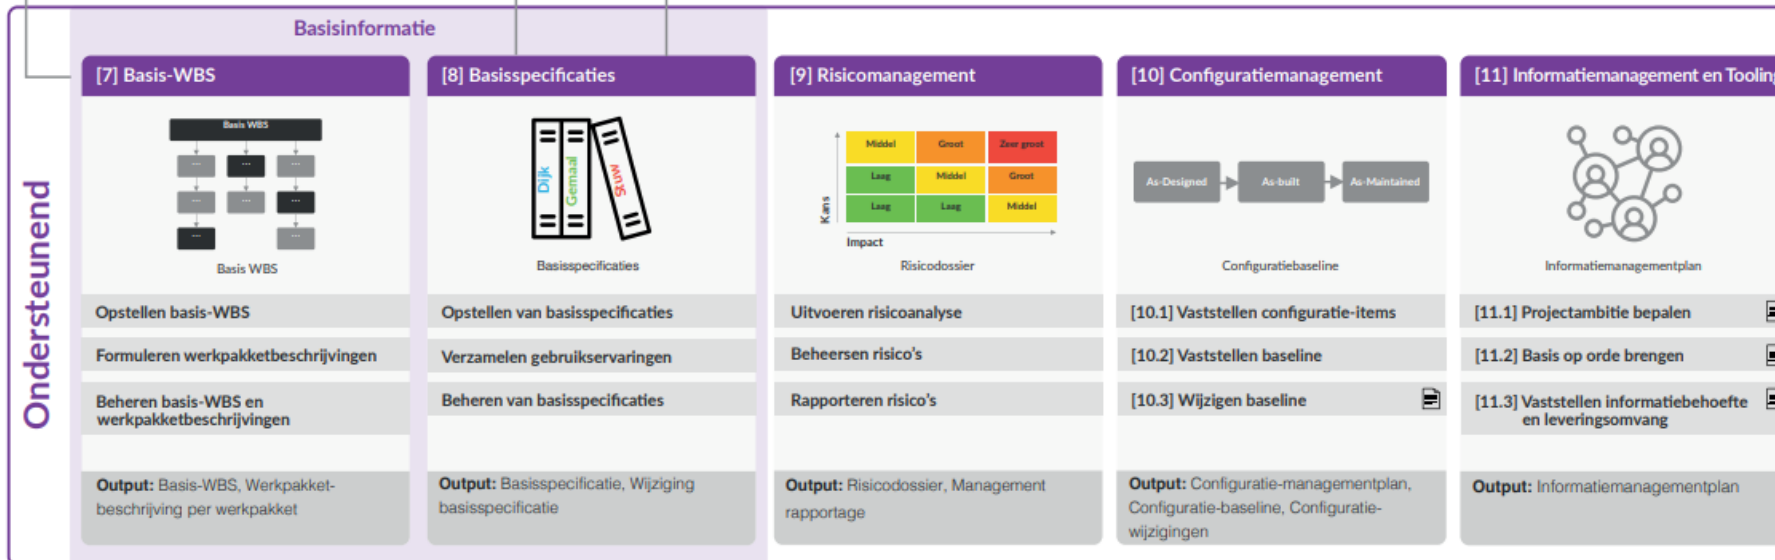 Basisinformatie
Ondersteunend
[7] Basis-WBS
Basis WBS
...
...
...
...
...
...
...
...
Basis WBS
Opstellen basis-WBS
Formuleren werkpakketbeschrijvingen
Beheren basis-WBS en
werkpakketbeschrijvingen
Output: Basis-WBS, Werkpakket-
beschrijving per werkpakket
[8] Basisspecificaties
Dijk
Gemaal
Stuw
Basisspecificaties
Opstellen van basisspecificaties
Verzamelen gebruikservaringen
Beheren van basisspecificaties
Output: Basisspecificatie, Wijziging
basisspecificatie
[9] Risicomanagement
Kans
Middel Groot Zeer groot
Laag Middel Groot
Laag Laag Middel
Impact
Risicodossier
Uitvoeren risicoanalyse
Beheersen risico's
Rapporteren risico's
Output: Risicodossier, Management
rapportage
[10] Configuratiemanagement
As-Designed As-built As-Maintained
Configuratiebaseline
[10.1] Vaststellen configuratie-items
[10.2] Vaststellen baseline
[10.3] Wijzigen baseline
Output: Configuratie-managementplan,
Configuratie-baseline, Configuratie-
wijzigingen
[11] Informatiemanagement en Tooling
Informatiemanagementplan
[11.1] Projectambitie bepalen
[11.2] Basis op orde brengen
[11.3] Vaststellen informatiebehoefte
en leveringsomvang
Output: Informatiemanagementplan